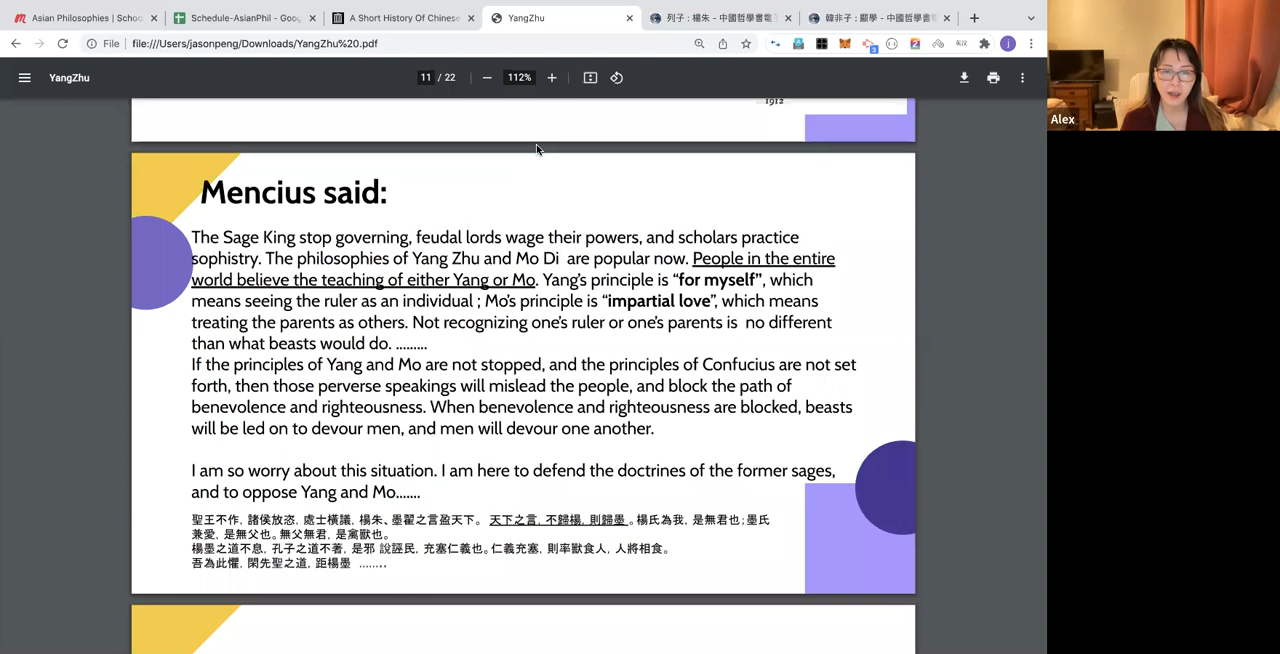 Asian Philosophies | Schoo
Schedule-AsianPhil - Goog
A Short History Of Chinese
YangZhu
列子 : 楊朱 - 中國哲學書電子
韓非子 : 顯學 - 中國哲學書電
File
file:///Users/jasonpeng/Downloads/YangZhu%20.pdf
YangZhu
11 / 22
112%
1912
Alex
Mencius said:
The Sage King stop governing, feudal lords wage their powers, and scholars practice
sophistry. The philosophies of Yang Zhu and Mo Di are popular now. People in the entire
world believe the teaching of either Yang or Mo. Yang's principle is “for myself”, which
means seeing the ruler as an individual ; Mo's principle is “impartial love”, which means
treating the parents as others. Not recognizing one's ruler or one's parents is no different
than what beasts would do. .........
If the principles of Yang and Mo are not stopped, and the principles of Confucius are not set
forth, then those perverse speakings will mislead the people, and block the path of
benevolence and righteousness. When benevolence and righteousness are blocked, beasts
will be led on to devour men, and men will devour one another.
I am so worry about this situation. I am here to defend the doctrines of the former sages,
and to oppose Yang and Mo.......
聖王不作, 諸侯放恣, 處士橫議, 楊朱、墨翟之言盈天下。 天下之言, 不歸楊, 則歸墨 。楊氏為我, 是無君也; 墨氏
兼愛, 是無父也。無父無君, 是禽獸也。
楊墨之道不息, 孔子之道不著, 是邪 說誣民, 充塞仁義也。仁義充塞, 則率獸食人, 人將相食。
吾為此懼, 閑先聖之道, 距楊墨 ........